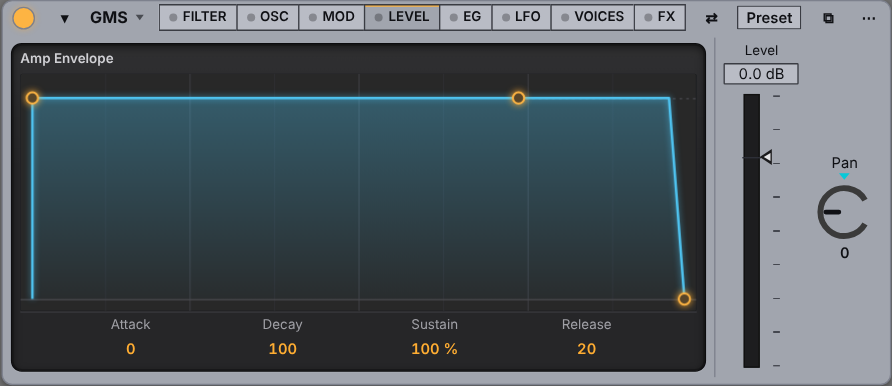 GMS FILTER OSC MOD LEVEL EG LFO VOICES FX Preset
Amp Envelope
Level
0.0 dB
Pan
0
Attack Decay Sustain Release
0 100 100 % 20